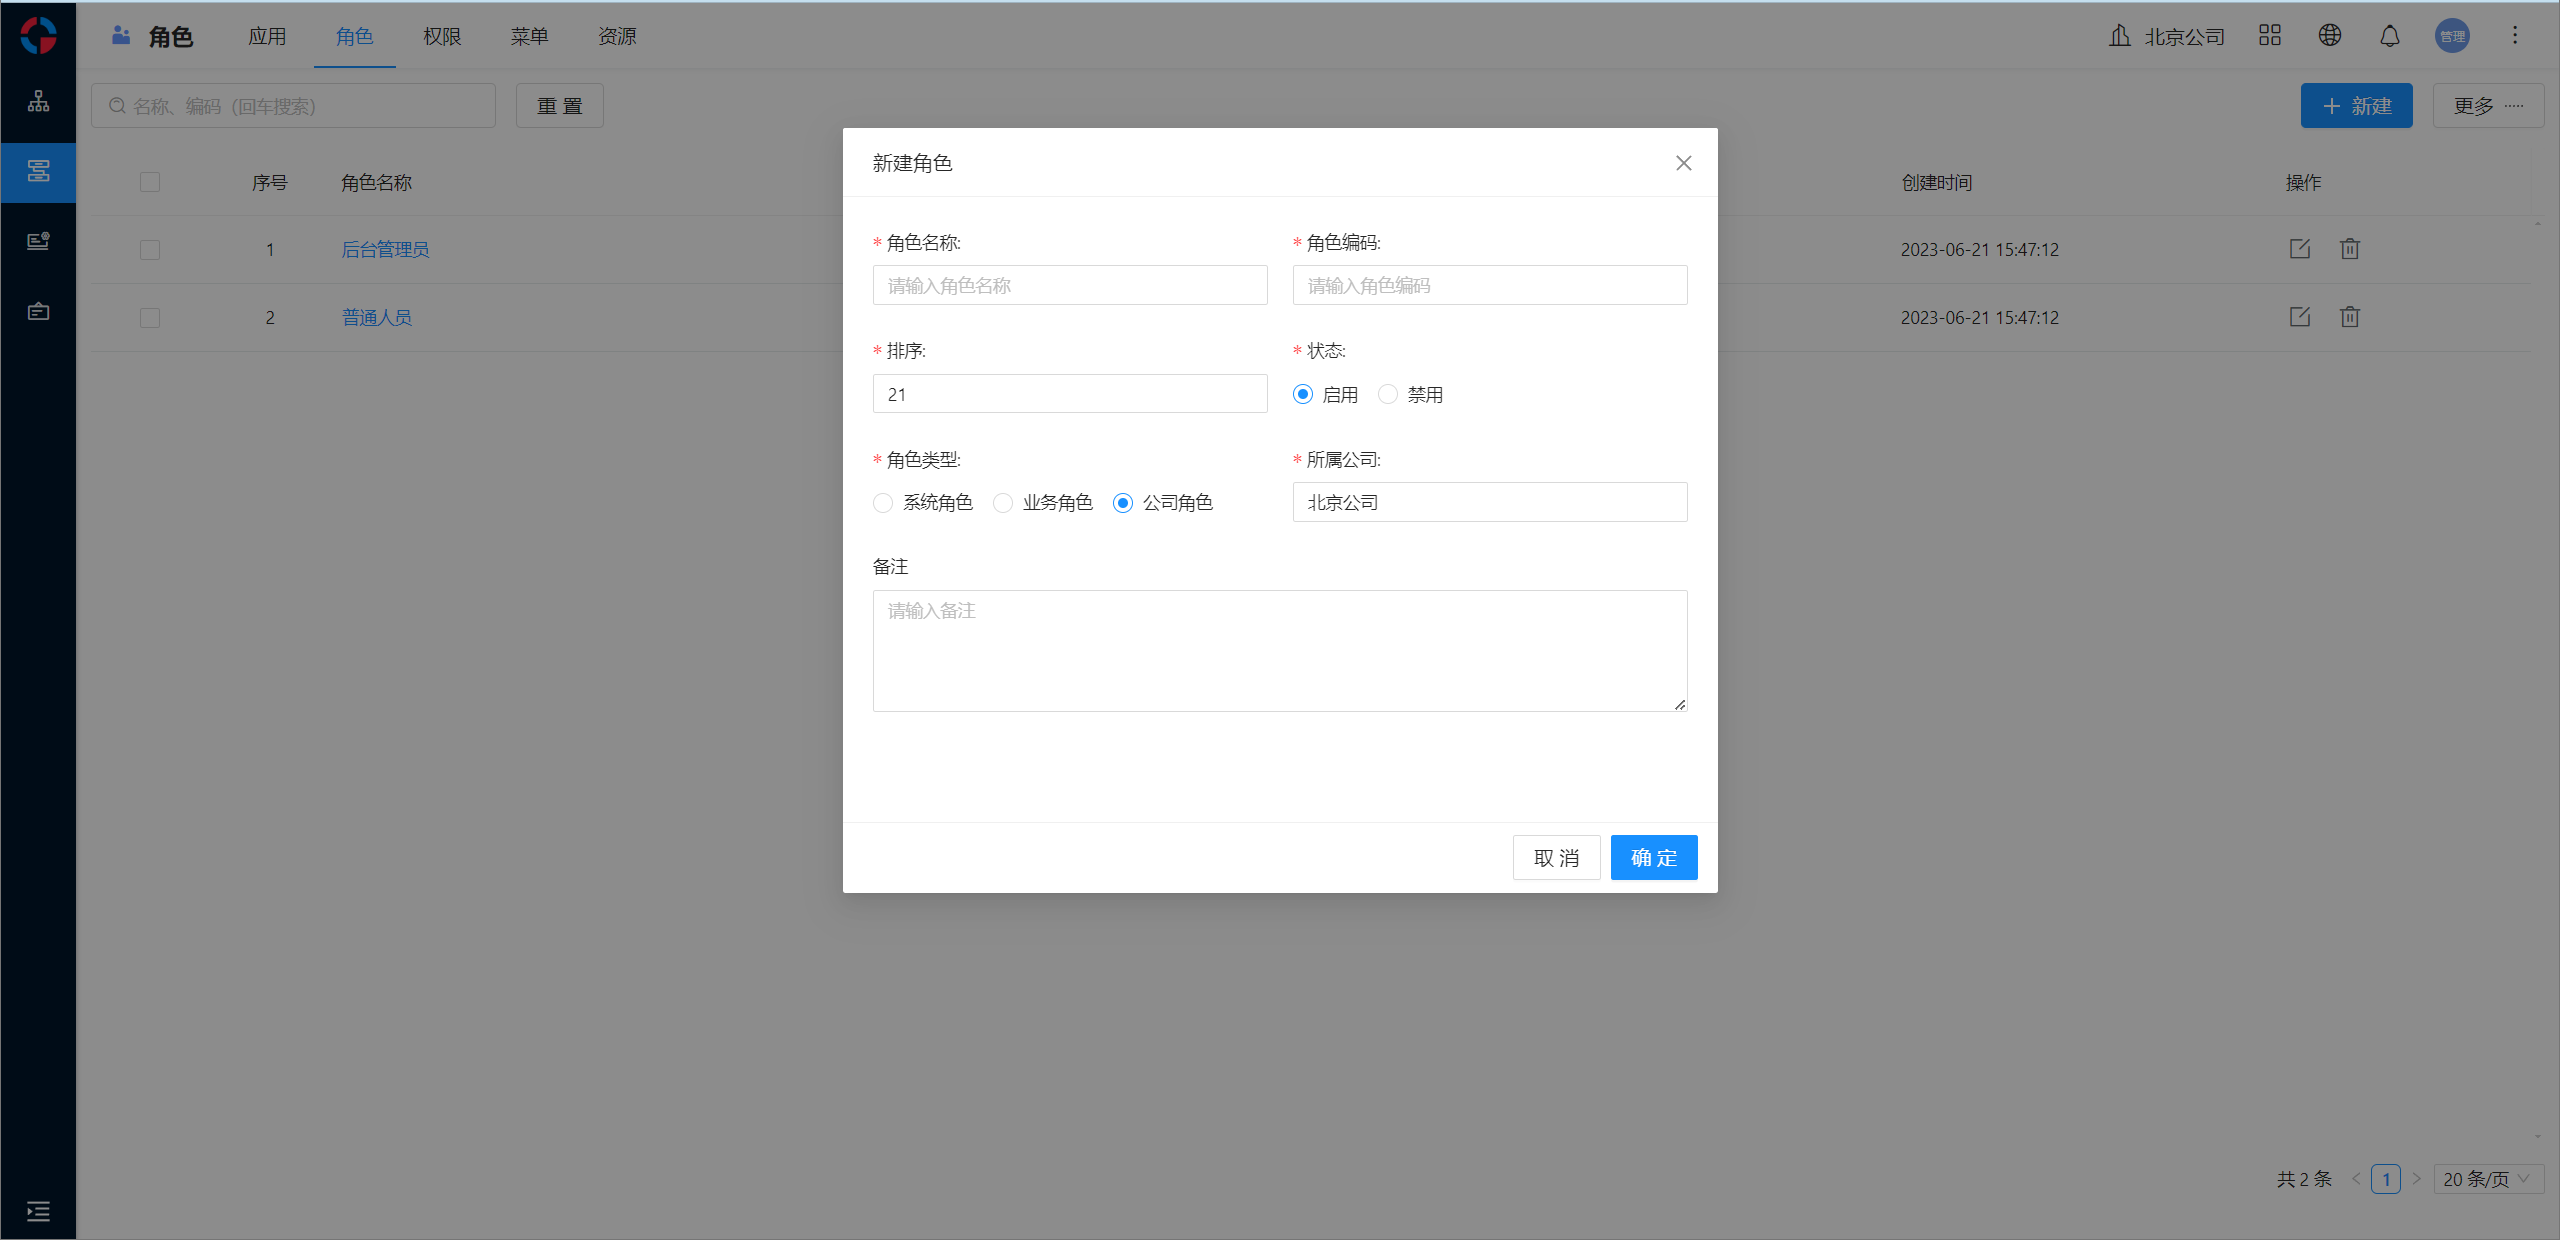 角色 应用 角色 权限 菜单 资源 北京公司 管理
名称、编码（回车搜索） 重 置 新建 更多
序号 角色名称 创建时间 操作
1 后台管理员 2023-06-21 15:47:12
2 普通人员 2023-06-21 15:47:12
新建角色
* 角色名称: * 角色编码:
请输入角色名称 请输入角色编码
* 排序: * 状态:
21 启用 禁用
* 角色类型: * 所属公司:
系统角色 业务角色 公司角色 北京公司
备注
请输入备注
取 消 确 定
共 2 条 1 20 条/页